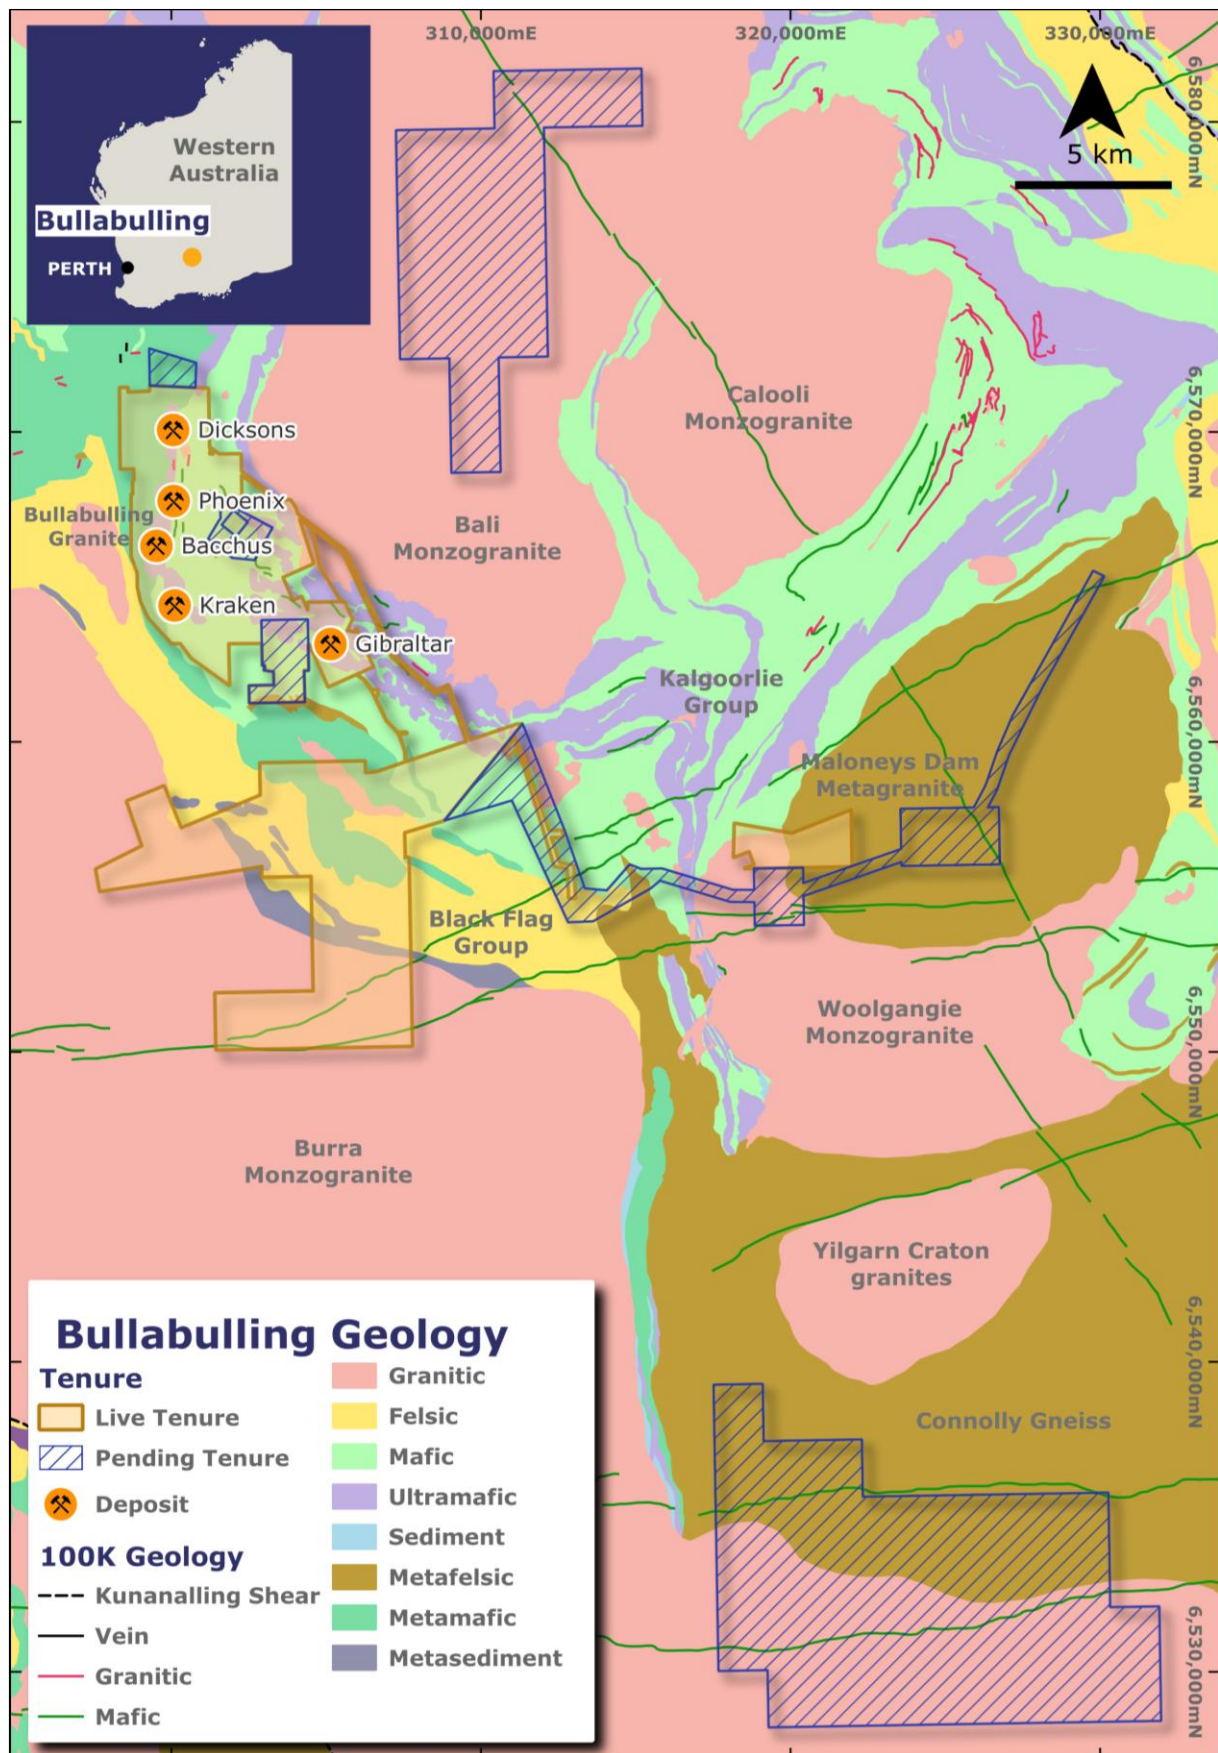 310,000mE
320,000mE
330,000mE
6,580,000mN
6,570,000mN
6,560,000mN
6,550,000mN
6,540,000mN
6,530,000mN
5 km
Western
Australia
Bullabulling
PERTH
Dicksons
Phoenix
Bacchus
Kraken
Gibraltar
Bullabulling
Granite
Calooli
Monzogranite
Bali
Monzogranite
Kalgoorlie
Group
Maloneys Dam
Metagranite
Black Flag
Group
Woolgangie
Monzogranite
Burra
Monzogranite
Yilgarn Craton
granites
Connolly Gneiss
Bullabulling Geology
Tenure
Live Tenure
Pending Tenure
Deposit
100K Geology
Kunanalling Shear
Vein
Granitic
Mafic
Granitic
Felsic
Mafic
Ultramafic
Sediment
Metafelsic
Metamafic
Metasediment